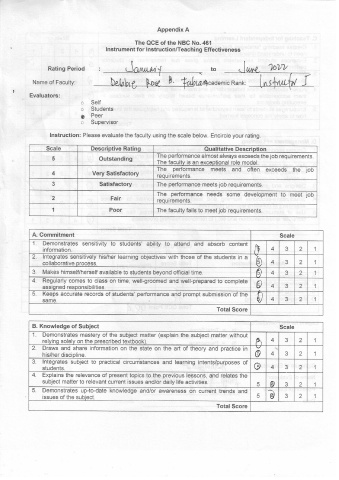 Appendix A
The QCE of the NBC No. 461
Instrument for Instruction/Teaching Effectiveness
Rating Period : January to June 2022
Name of Faculty: Debbie Rose B. Fabian Academic Rank: Instructor I
Evaluators:
Self
Students
Peer
Supervisor
Instruction: Please evaluate the faculty using the scale below. Encircle your rating.
Scale Descriptive Rating Qualitative Description
5 Outstanding The performance almost always exceeds the job requirements. The faculty is an exceptional role model.
4 Very Satisfactory The performance meets and often exceeds the job requirements
3 Satisfactory The performance meets job requirements.
2 Fair The performance needs some development to meet job requirements.
1 Poor The faculty fails to meet job requirements.
A. Commitment Scale
1. Demonstrates sensitivity to students' ability to attend and absorb content information. 5 4 3 2 1
2. Integrates sensitively his/her learning objectives with those of the students in a collaborative process. 5 4 3 2 1
3. Makes himself/herself available to students beyond official time. 5 4 3 2 1
4. Regularly comes to class on time, well-groomed and well-prepared to complete assigned responsibilities 5 4 3 2 1
5. Keeps accurate records of students' performance and prompt submission of the same. 5 4 3 2 1
Total Score
B. Knowledge of Subject Scale
1. Demonstrates mastery of the subject matter (explain the subject matter without relying solely on the prescribed textbook). 5 4 3 2 1
2. Draws and share information on the state on the art of theory and practice in his/her discipline. 5 4 3 2 1
3. Integrates subject to practical circumstances and learning intents/purposes of students. 5 4 3 2 1
4. Explains the relevance of present topics to the previous lessons, and relates the subject matter to relevant current issues and/or daily life activities. 5 4 3 2 1
5. Demonstrates up-to-date knowledge and/or awareness on current trends and issues of the subject. 5 4 3 2 1
Total Score